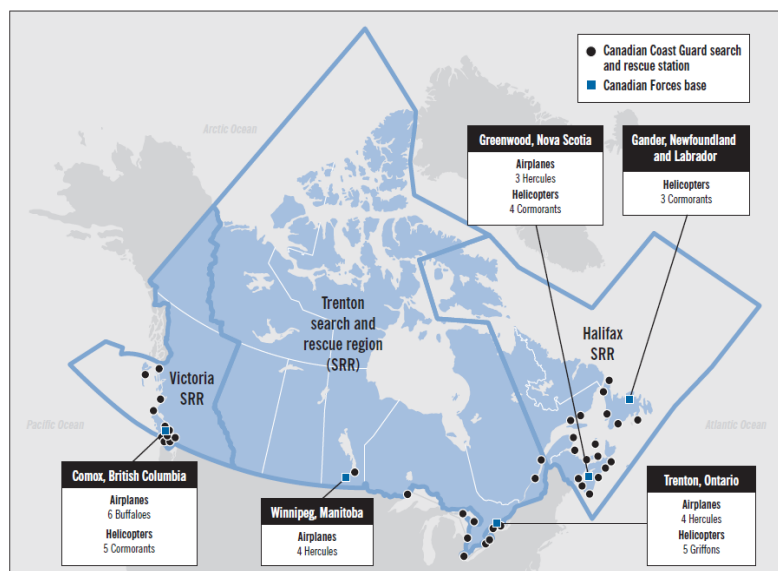 Canadian Coast Guard search
and rescue station
Canadian Forces base
Arctic Ocean
Greenwood, Nova Scotia
Airplanes
3 Hercules
Helicopters
4 Cormorants
Gander, Newfoundland
and Labrador
Helicopters
3 Cormorants
Trenton
search and
rescue region
(SRR)
Halifax
SRR
Victoria
SRR
Pacific Ocean
Atlantic Ocean
Comox, British Columbia
Airplanes
6 Buffaloes
Helicopters
5 Cormorants
Winnipeg, Manitoba
Airplanes
4 Hercules
Trenton, Ontario
Airplanes
4 Hercules
Helicopters
5 Griffons